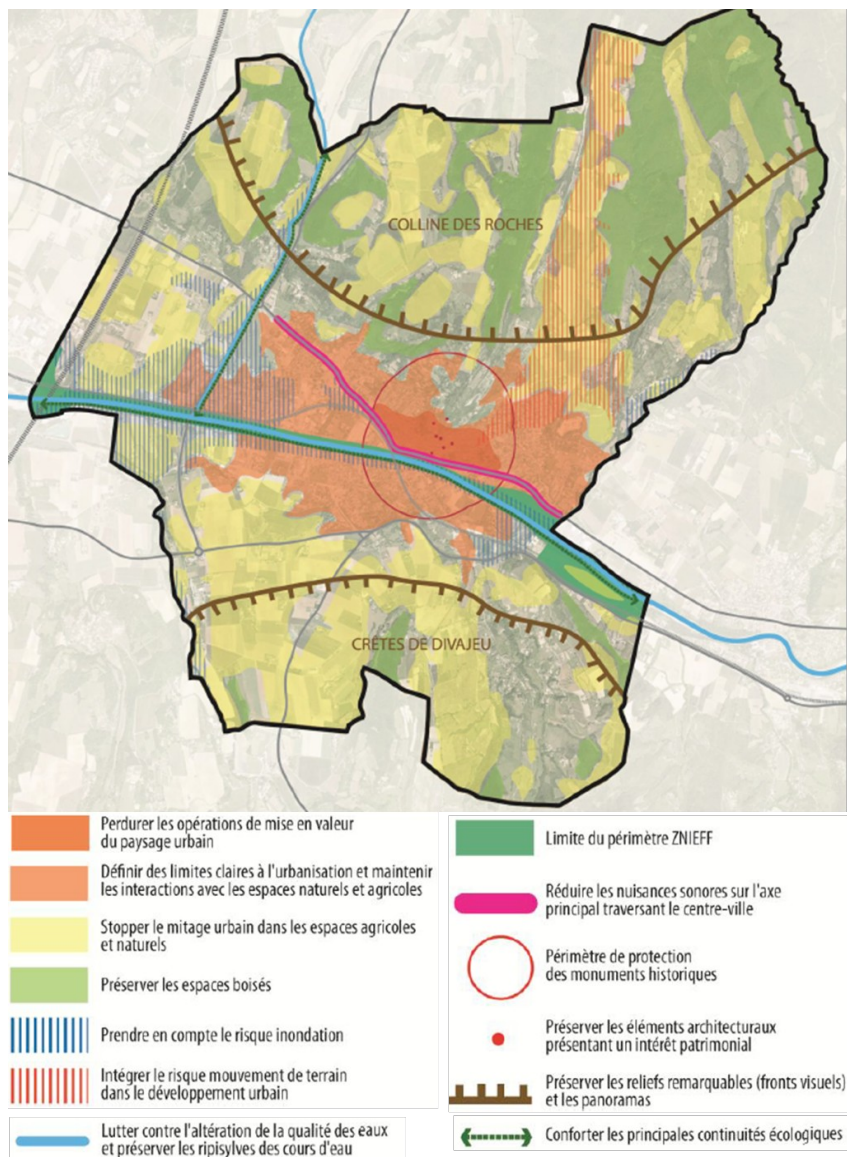 COLLINE DES ROCHES
CRÊTES DE DIVAJEU
Perdurer les opérations de mise en valeur
du paysage urbain
Définir des limites claires à l'urbanisation et maintenir
les interactions avec les espaces naturels et agricoles
Stopper le mitage urbain dans les espaces agricoles
et naturels
Préserver les espaces boisés
Prendre en compte le risque inondation
Intégrer le risque mouvement de terrain
dans le développement urbain
Lutter contre l'altération de la qualité des eaux
et préserver les ripisylves des cours d'eau
Limite du périmètre ZNIEFF
Réduire les nuisances sonores sur l'axe
principal traversant le centre-ville
Périmètre de protection
des monuments historiques
Préserver les éléments architecturaux
présentant un intérêt patrimonial
Préserver les reliefs remarquables (fronts visuels)
et les panoramas
Conforter les principales continuités écologiques